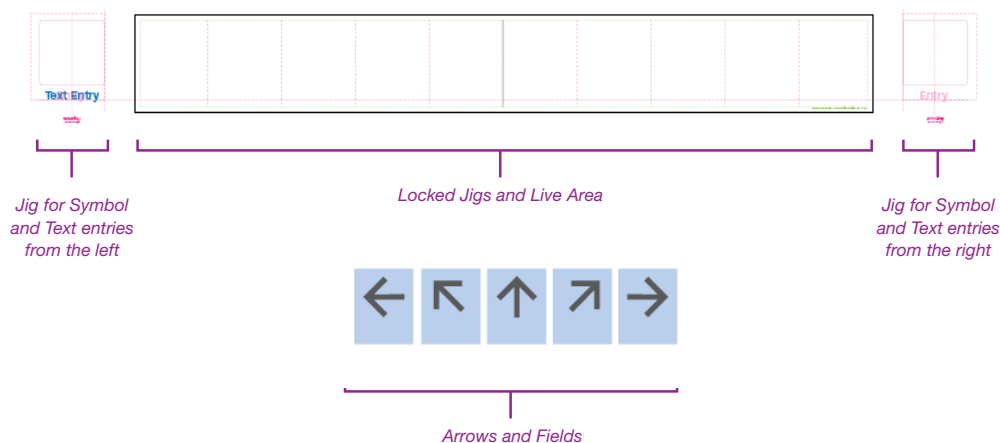 Text Entry
Entry
Locked Jigs and Live Area
Jig for Symbol
and Text entries
from the left
Jig for Symbol
and Text entries
from the right
Arrows and Fields